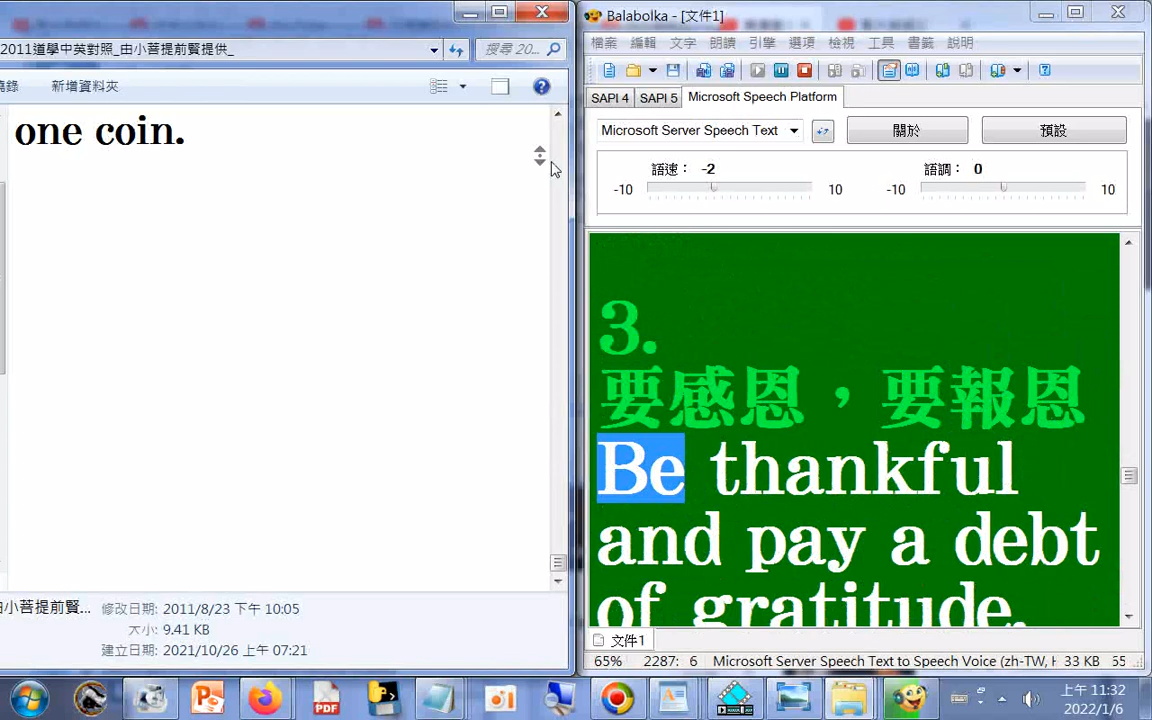 2011道學中英對照_由小菩提前賢提供_
搜尋 20...
燒錄
新增資料夾
one coin.
由小菩提前賢...
修改日期: 2011/8/23 下午 10:05
大小: 9.41 KB
建立日期: 2021/10/26 上午 07:21
Balabolka - [文件1]
檔案 編輯 文字 朗讀 引擎 選項 檢視 工具 書籤 說明
SAPI 4 SAPI 5 Microsoft Speech Platform
Microsoft Server Speech Text
關於
預設
語速： -2
語調： 0
-10 10
-10 10
3.
要感恩，要報恩
Be thankful
and pay a debt
of gratitude.
文件1
65% 2287: 6 Microsoft Server Speech Text to Speech Voice (zh-TW, H 33 KB 55
PDF
上午 11:32
2022/1/6